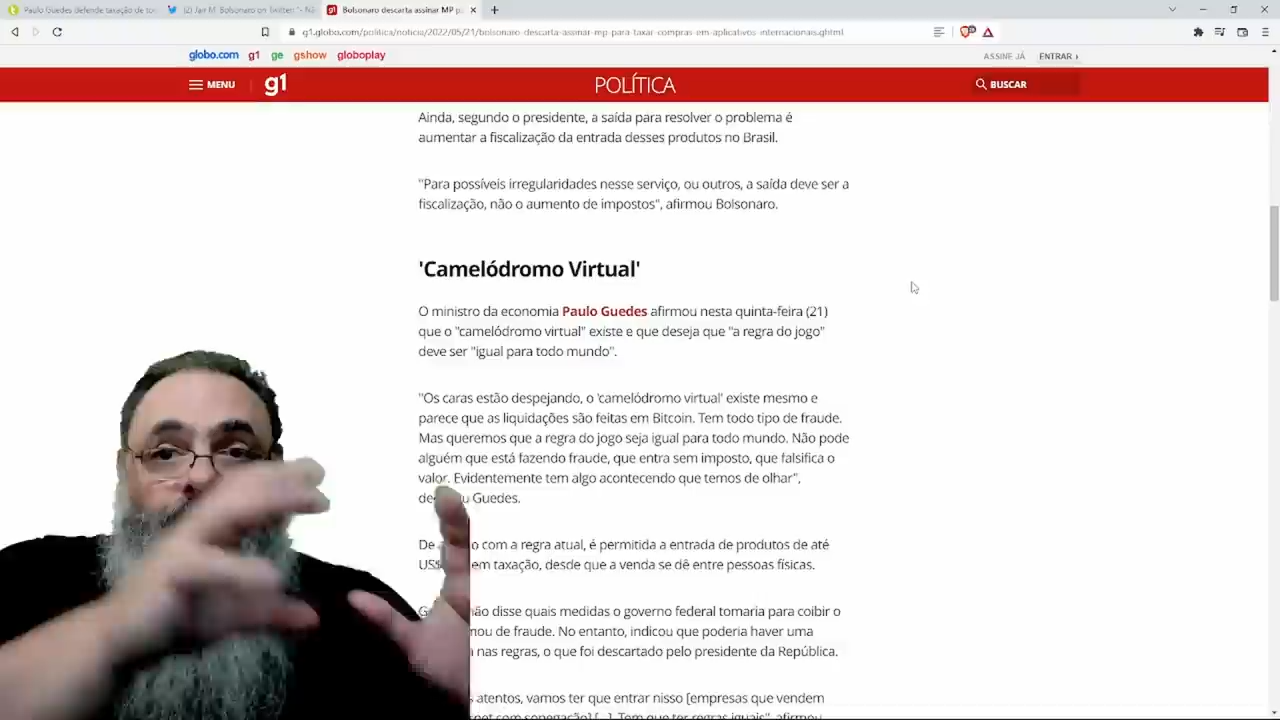 Paulo Guedes defende taxação de to
(2) Jair M. Bolsonaro on Twitter: "- N
Bolsonaro descarta assinar MP p
g1.globo.com/politica/noticia/2022/05/21/bolsonaro-descarta-assinar-mp-para-taxar-compras-em-aplicativos-internacionais.ghtml
globo.com g1 ge gshow globoplay
ASSINE JÁ ENTRAR ›
MENU g1 POLÍTICA BUSCAR
Ainda, segundo o presidente, a saída para resolver o problema é
aumentar a fiscalização da entrada desses produtos no Brasil.
"Para possíveis irregularidades nesse serviço, ou outros, a saída deve ser a
fiscalização, não o aumento de impostos", afirmou Bolsonaro.
'Camelódromo Virtual'
O ministro da economia Paulo Guedes afirmou nesta quinta-feira (21)
que o "camelódromo virtual" existe e que deseja que "a regra do jogo"
deve ser "igual para todo mundo".
"Os caras estão despejando, o 'camelódromo virtual' existe mesmo e
parece que as liquidações são feitas em Bitcoin. Tem todo tipo de fraude.
Mas queremos que a regra do jogo seja igual para todo mundo. Não pode
alguém que está fazendo fraude, que entra sem imposto, que falsifica o
valor. Evidentemente tem algo acontecendo que temos de olhar",
Guedes.
De com a regra atual, é permitida a entrada de produtos de até
em taxação, desde que a venda se dê entre pessoas físicas.
não disse quais medidas o governo federal tomaria para coibir o
de fraude. No entanto, indicou que poderia haver uma
nas regras, o que foi descartado pelo presidente da República.
atentos, vamos ter que entrar nisso [empresas que vendem
com sonegação] [...]. Tem que ter regras iguais", afirmou